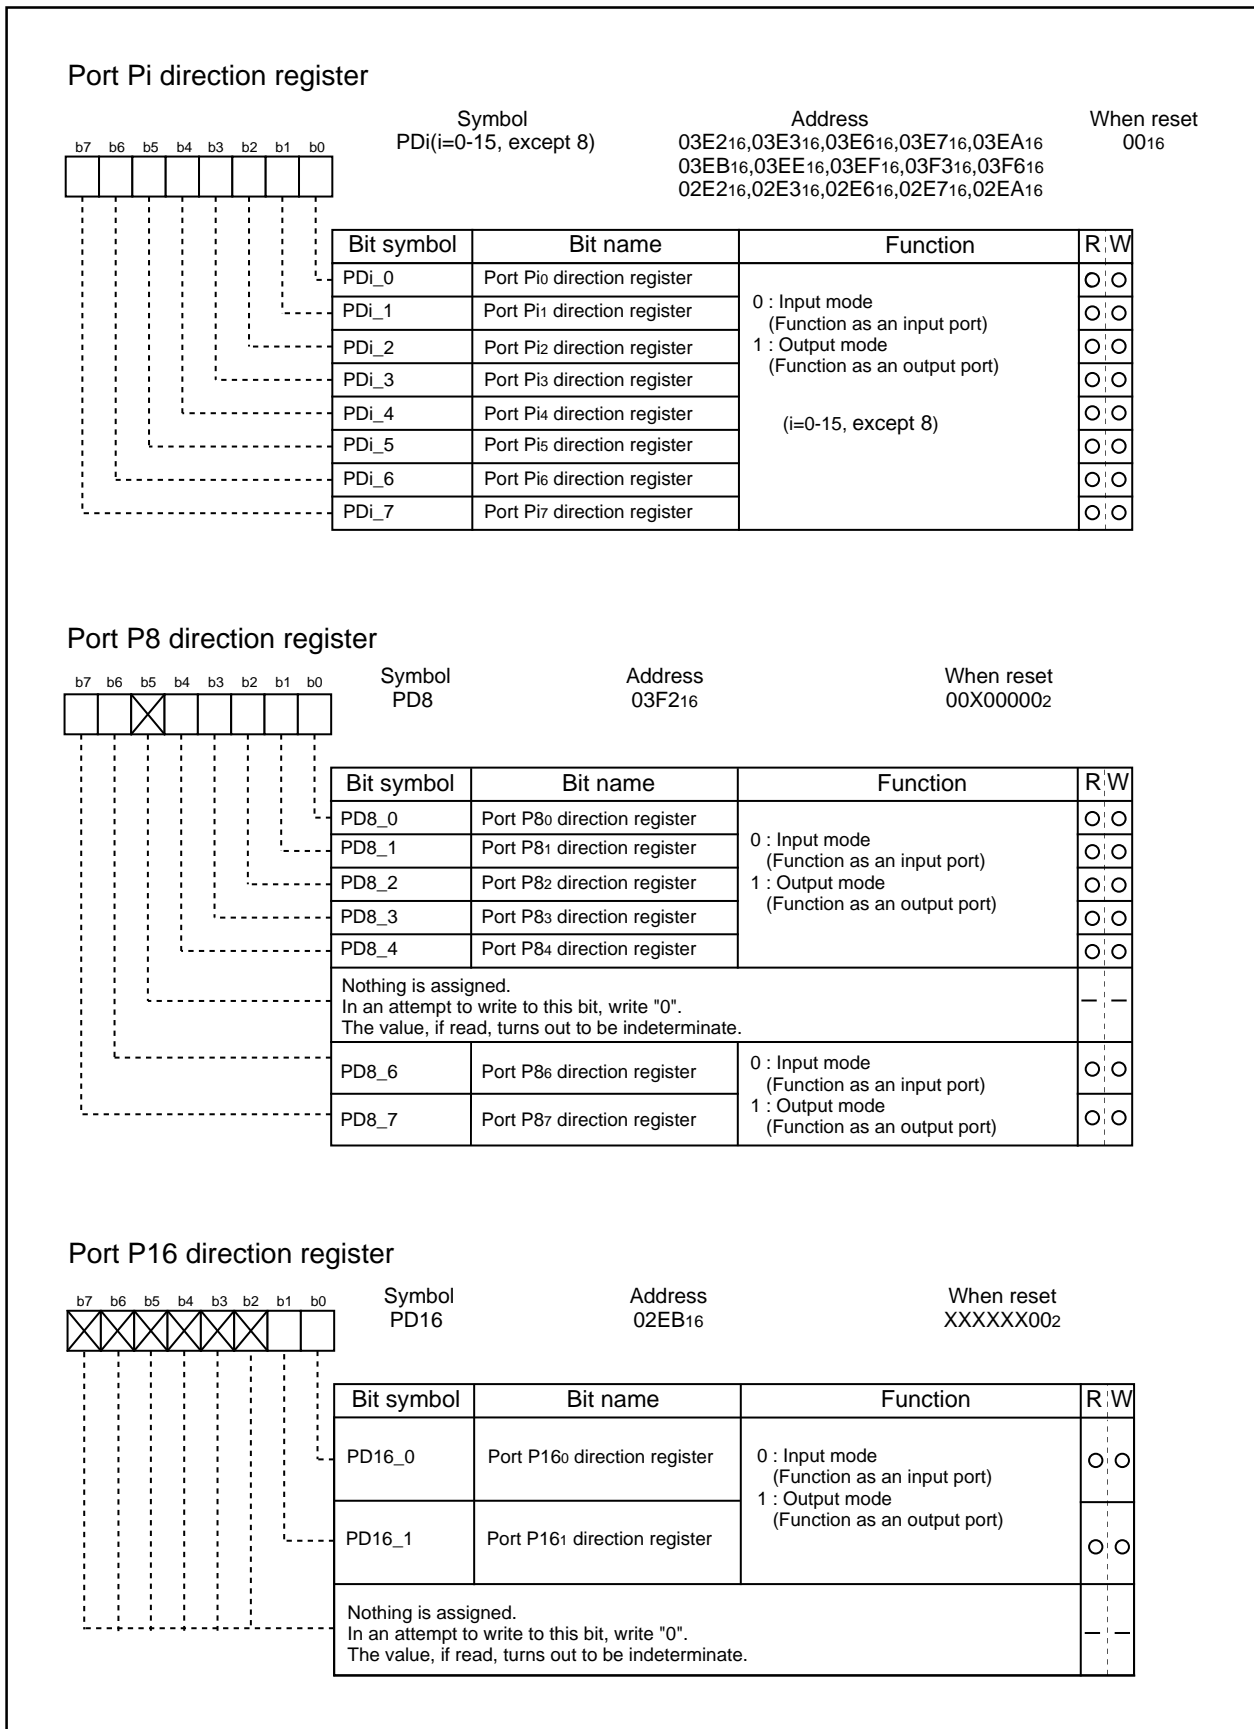 Port Pi direction register
Symbol Address When reset
PDi(i=0-15, except 8) 03E216,03E316,03E616,03E716,03EA16 0016
03EB16,03EE16,03EF16,03F316,03F616
02E216,02E316,02E616,02E716,02EA16
b7 b6 b5 b4 b3 b2 b1 b0
Bit symbol Bit name Function R W
PDi_0 Port Pi0 direction register
PDi_1 Port Pi1 direction register
PDi_2 Port Pi2 direction register
PDi_3 Port Pi3 direction register
PDi_4 Port Pi4 direction register
PDi_5 Port Pi5 direction register
PDi_6 Port Pi6 direction register
PDi_7 Port Pi7 direction register
0 : Input mode
(Function as an input port)
1 : Output mode
(Function as an output port)
(i=0-15, except 8)
Port P8 direction register
Symbol Address When reset
PD8 03F216 00X000002
b7 b6 b5 b4 b3 b2 b1 b0
Bit symbol Bit name Function R W
PD8_0 Port P80 direction register
PD8_1 Port P81 direction register
PD8_2 Port P82 direction register
PD8_3 Port P83 direction register
PD8_4 Port P84 direction register
0 : Input mode
(Function as an input port)
1 : Output mode
(Function as an output port)
Nothing is assigned.
In an attempt to write to this bit, write "0".
The value, if read, turns out to be indeterminate.
PD8_6 Port P86 direction register
PD8_7 Port P87 direction register
0 : Input mode
(Function as an input port)
1 : Output mode
(Function as an output port)
Port P16 direction register
Symbol Address When reset
PD16 02EB16 XXXXXX002
b7 b6 b5 b4 b3 b2 b1 b0
Bit symbol Bit name Function R W
PD16_0 Port P160 direction register
PD16_1 Port P161 direction register
0 : Input mode
(Function as an input port)
1 : Output mode
(Function as an output port)
Nothing is assigned.
In an attempt to write to this bit, write "0".
The value, if read, turns out to be indeterminate.